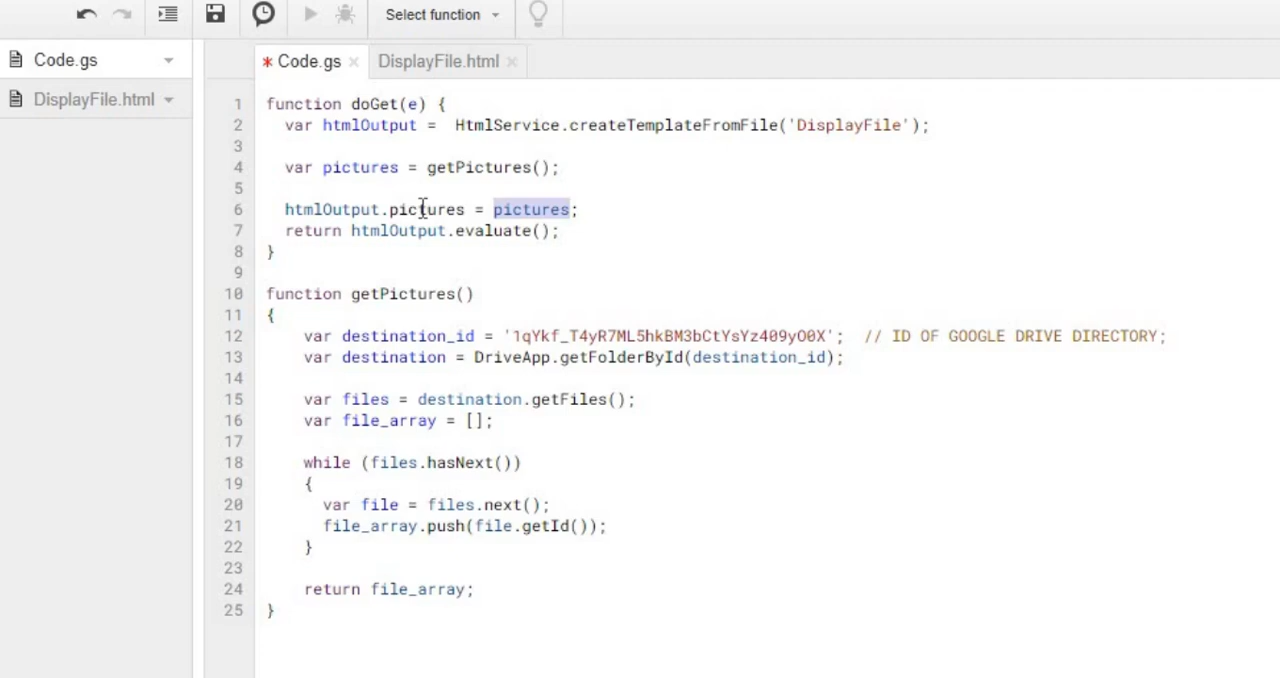 Select function
Code.gs
* Code.gs × DisplayFile.html ×
DisplayFile.html
1 function doGet(e) {
2 var htmlOutput = HtmlService.createTemplateFromFile('DisplayFile');
3
4 var pictures = getPictures();
5
6 htmlOutput.pictures = pictures;
7 return htmlOutput.evaluate();
8 }
9
10 function getPictures()
11 {
12 var destination_id = '1qYkf_T4yR7ML5hkBM3bCtYsYz409yO0X'; // ID OF GOOGLE DRIVE DIRECTORY;
13 var destination = DriveApp.getFolderById(destination_id);
14
15 var files = destination.getFiles();
16 var file_array = [];
17
18 while (files.hasNext())
19 {
20 var file = files.next();
21 file_array.push(file.getId());
22 }
23
24 return file_array;
25 }